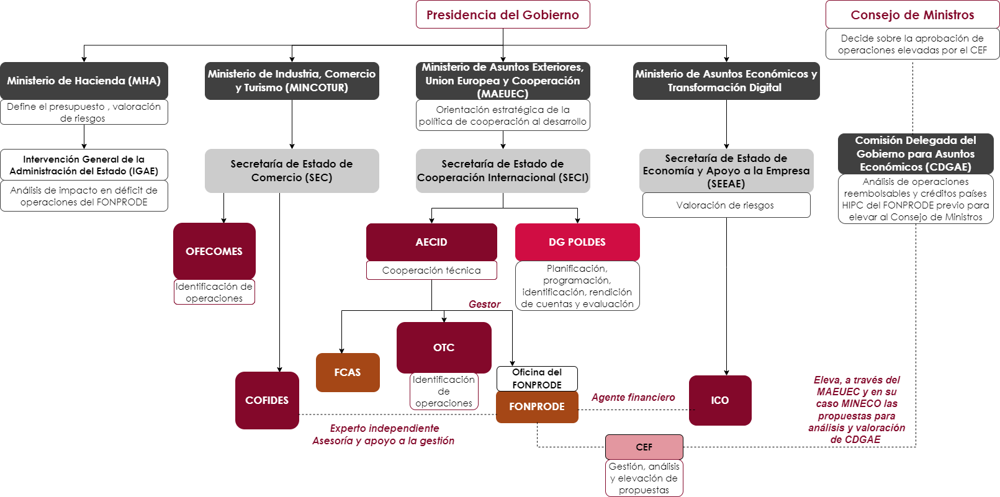 Presidencia del Gobierno
Consejo de Ministros
Decide sobre la aprobación de
operaciones elevadas por el CEF
Ministerio de Hacienda (MHA)
Define el presupuesto , valoración
de riesgos
Ministerio de Industria, Comercio
y Turismo (MINCOTUR)
Ministerio de Asuntos Exteriores,
Union Europea y Cooperación
(MAEUEC)
Orientación estratégica de la
política de cooperación al desarrollo
Ministerio de Asuntos Económicos y
Transformación Digital
Intervención General de la
Administración del Estado (IGAE)
Análisis de impacto en déficit de
operaciones del FONPRODE
Secretaría de Estado de
Comercio (SEC)
Secretaría de Estado de
Cooperación Internacional (SECI)
Secretaría de Estado de
Economía y Apoyo a la Empresa
(SEEAE)
Valoración de riesgos
Comisión Delegada del
Gobierno para Asuntos
Económicos (CDGAE)
Análisis de operaciones
reembolsables y créditos países
HIPC del FONPRODE previo para
elevar al Consejo de Ministros
OFECOMES
Identificación de
operaciones
AECID
Cooperación técnica
DG POLDES
Planificación,
programación,
identificación, rendición
de cuentas y evaluación
Gestor
FCAS
OTC
Identificación
de
operaciones
Oficina del
FONPRODE
FONPRODE
COFIDES
Experto independiente
Asesoría y apoyo a la gestión
Agente financiero
ICO
Eleva, a través del
MAEUEC y en su
caso MINECO las
propuestas para
análisis y valoración
de CDGAE
CEF
Gestión, análisis
y elevación de
propuestas